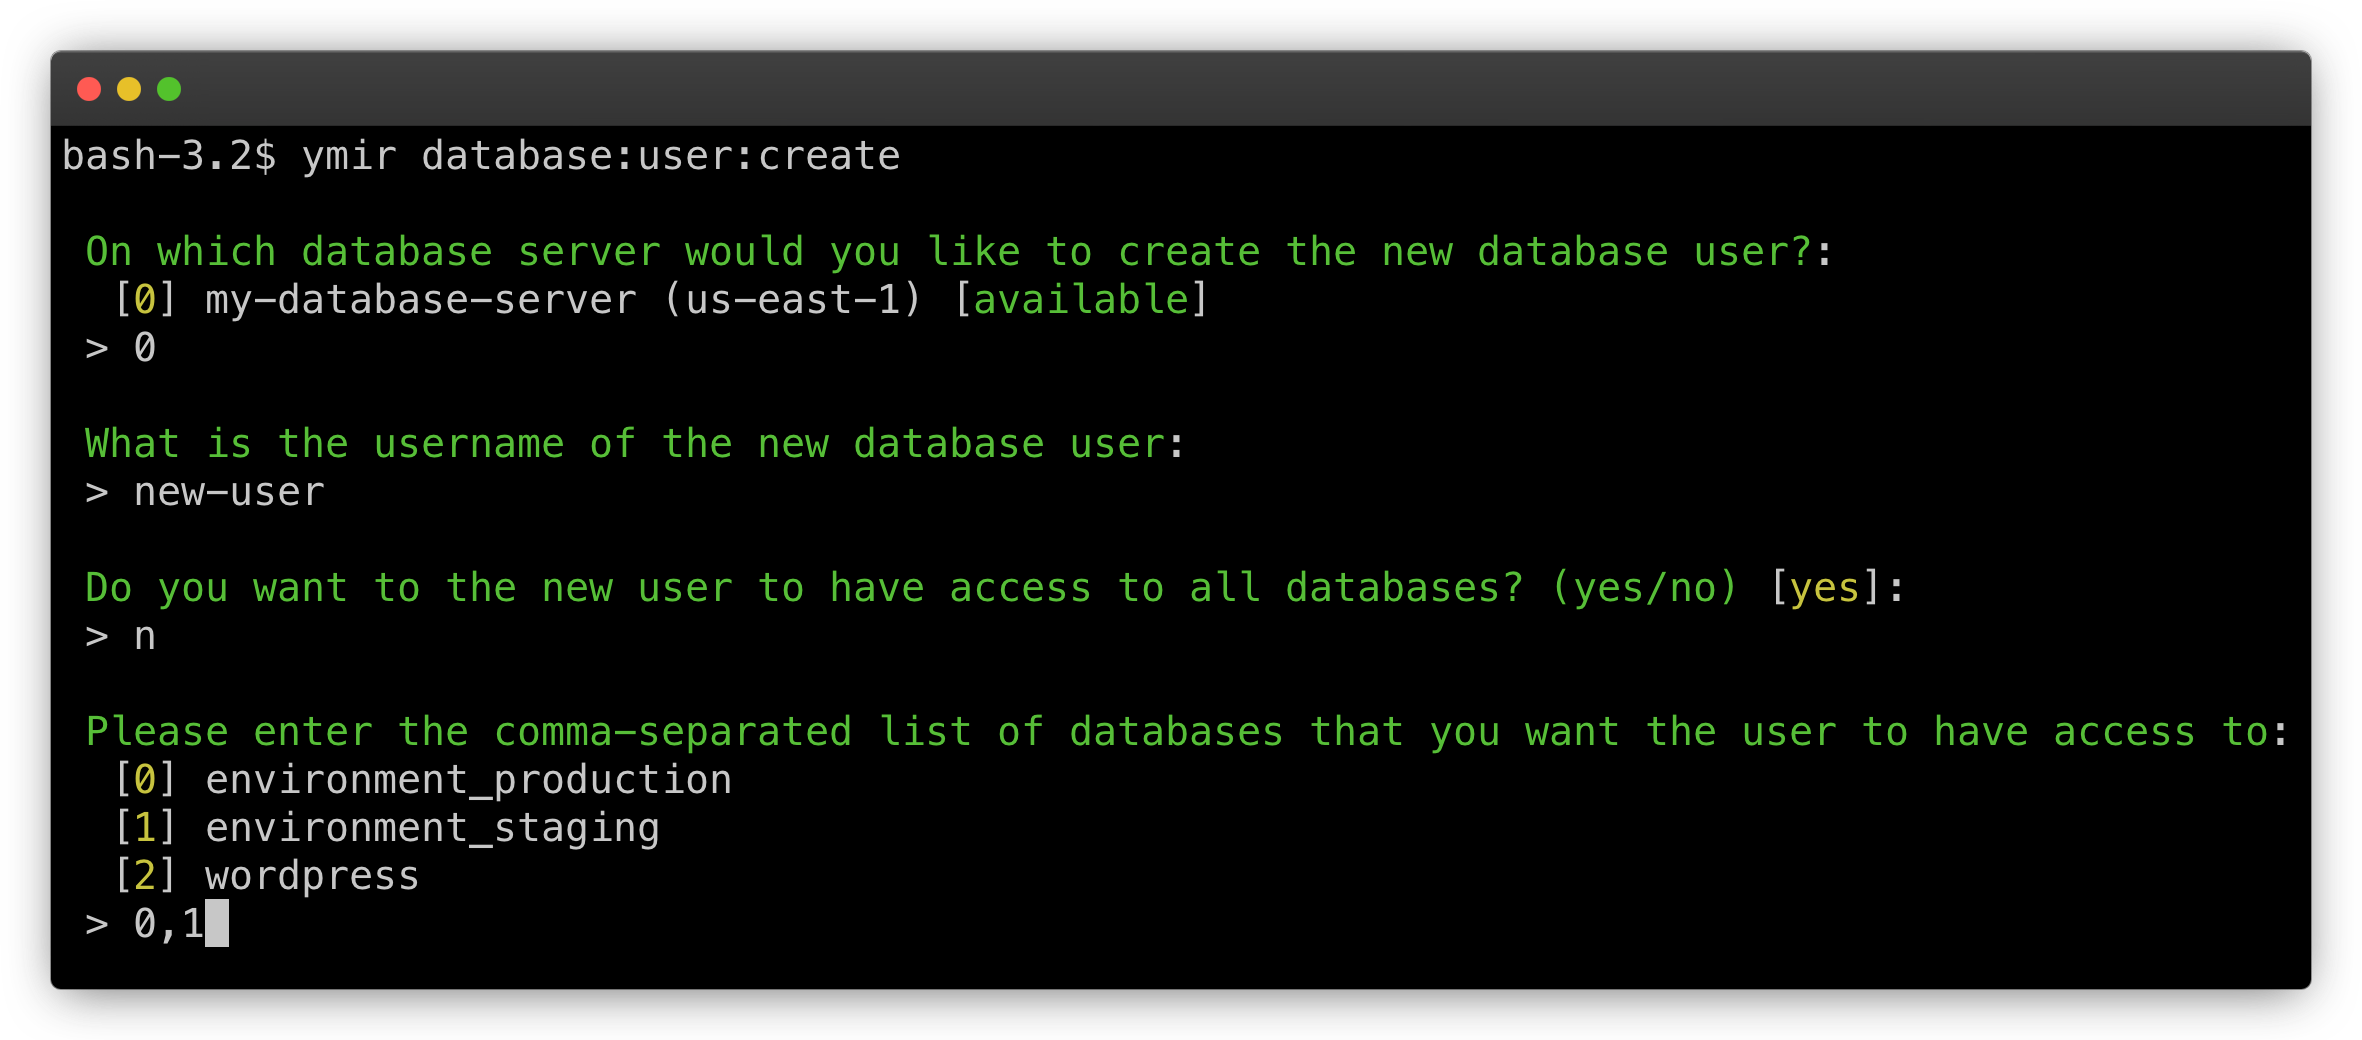 bash-3.2$ ymir database:user:create
On which database server would you like to create the new database user?:
[0] my-database-server (us-east-1) [available]
> 0
What is the username of the new database user:
> new-user
Do you want to the new user to have access to all databases? (yes/no) [yes]:
> n
Please enter the comma-separated list of databases that you want the user to have access to:
[0] environment_production
[1] environment_staging
[2] wordpress
> 0,1